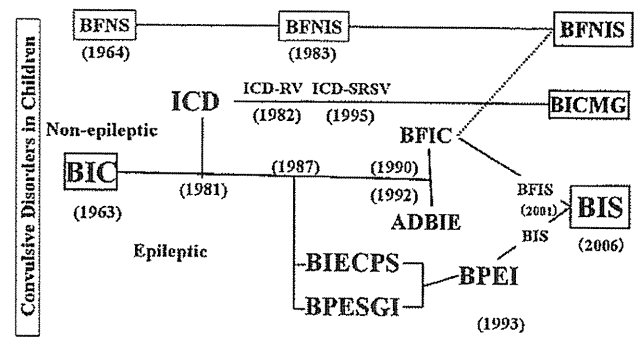 Convulsive Disorders in Children
BFNS
(1964)
BFNIS
(1983)
BFNIS
ICD
ICD-RV
(1982)
ICD-SRSV
(1995)
BICMG
Non-epileptic
BIC
(1963)
(1981)
(1987)
(1990)
(1992)
BFIC
ADBIE
BFIS
(2001)
BIS
BIS
(2006)
Epileptic
BIECPS
BPESGI
BPEI
(1993)